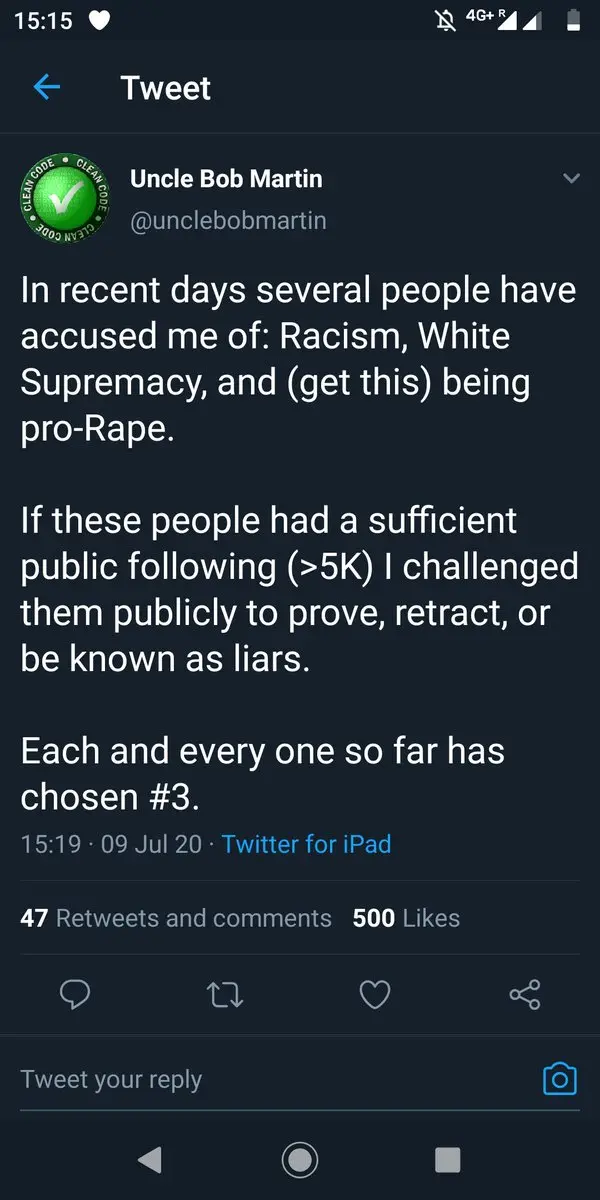 15:15
4G+ R
Tweet
CLEAN CODE • CLEAN CODE • CLEAN CODE •
Uncle Bob Martin
@unclebobmartin
In recent days several people have
accused me of: Racism, White
Supremacy, and (get this) being
pro-Rape.
If these people had a sufficient
public following (>5K) I challenged
them publicly to prove, retract, or
be known as liars.
Each and every one so far has
chosen #3.
15:19 · 09 Jul 20 · Twitter for iPad
47 Retweets and comments 500 Likes
Tweet your reply